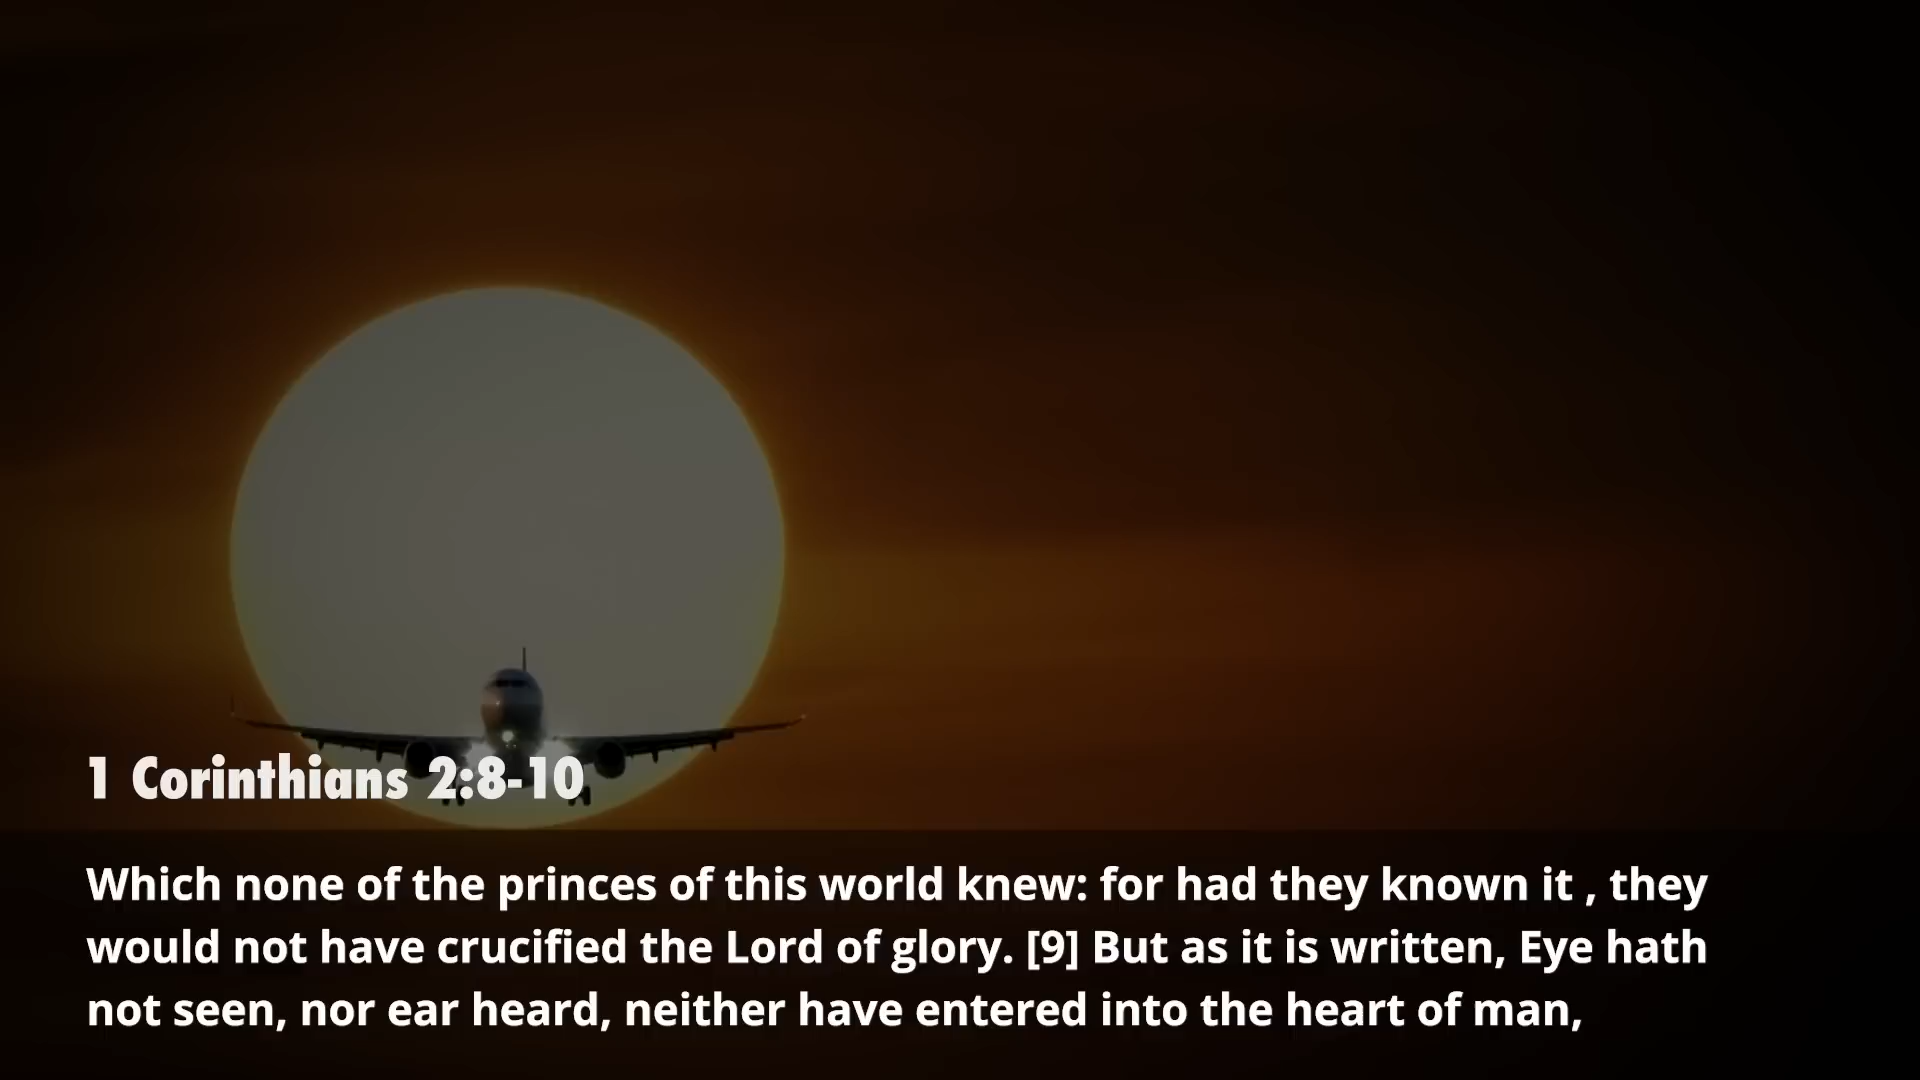 1 Corinthians 2:8-10
Which none of the princes of this world knew: for had they known it , they
would not have crucified the Lord of glory. [9] But as it is written, Eye hath
not seen, nor ear heard, neither have entered into the heart of man,